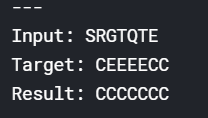 ---
Input: SRGTQTE
Target: CEEEECC
Result: CCCCCCC